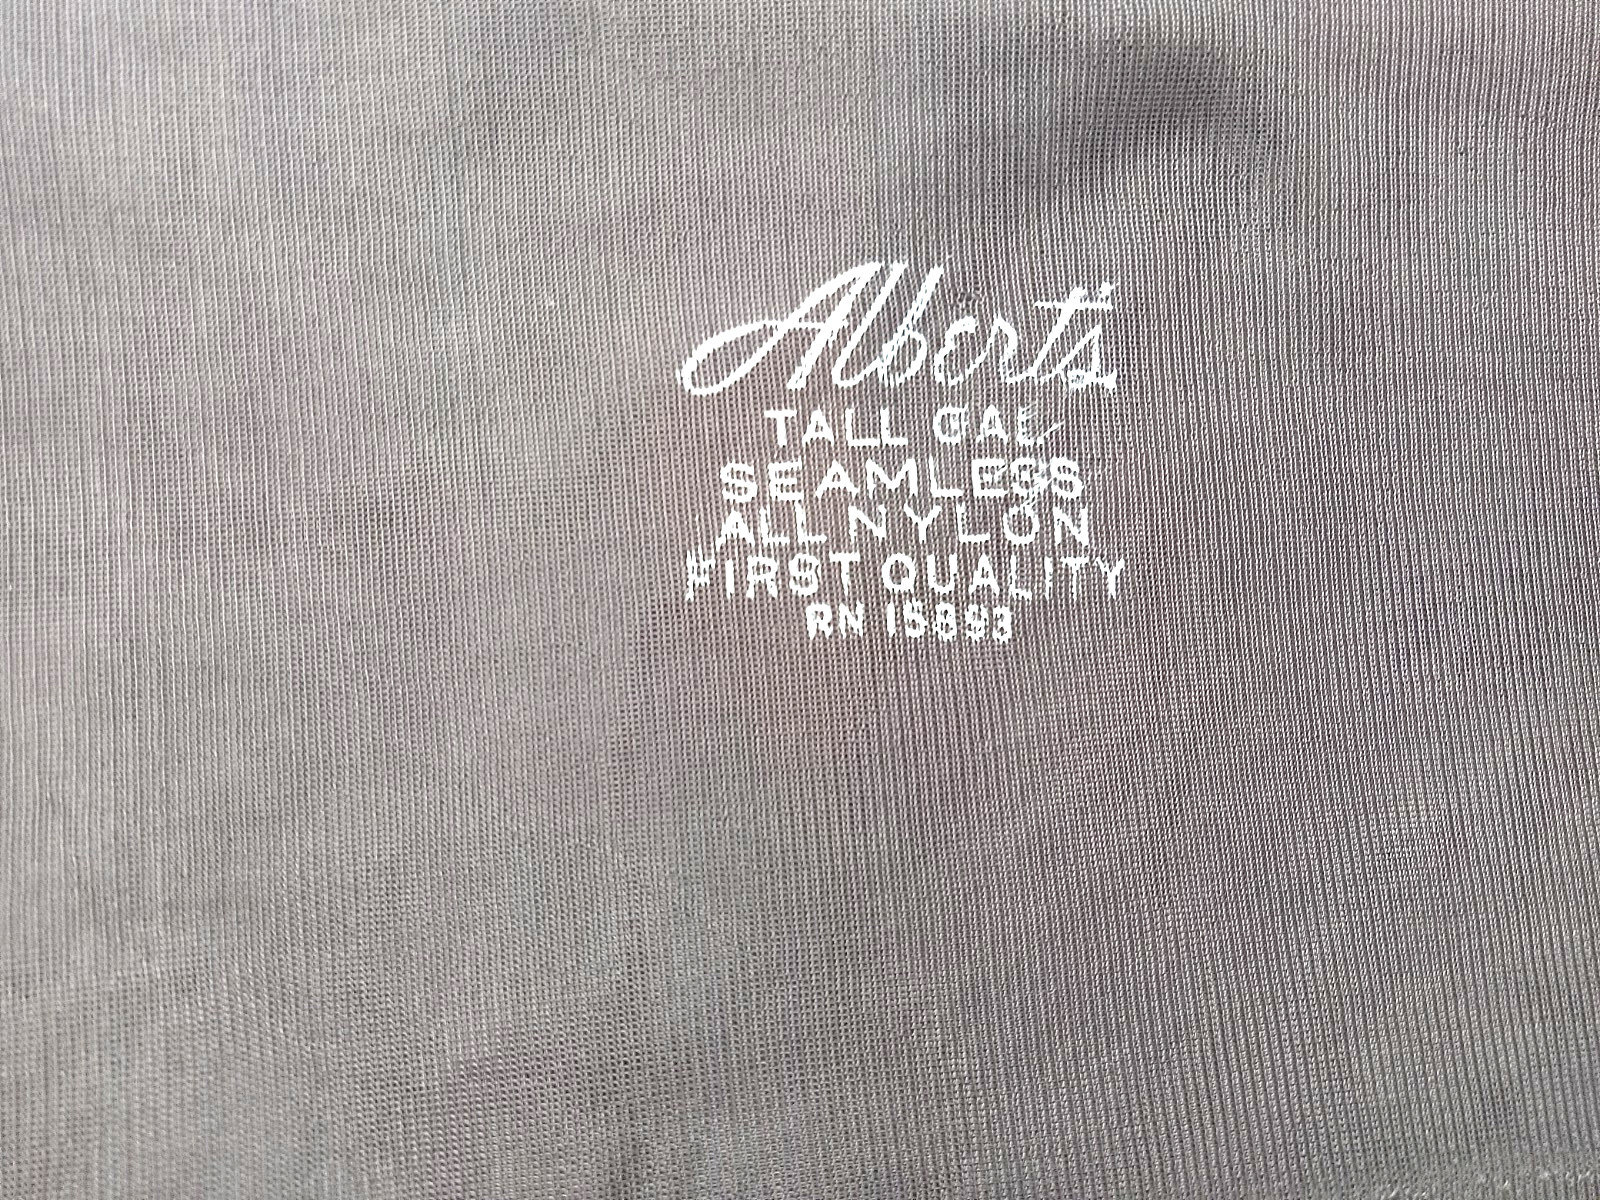 Albert's
TALL GAL
SEAMLESS
ALL NYLON
FIRST QUALITY
RN 15893